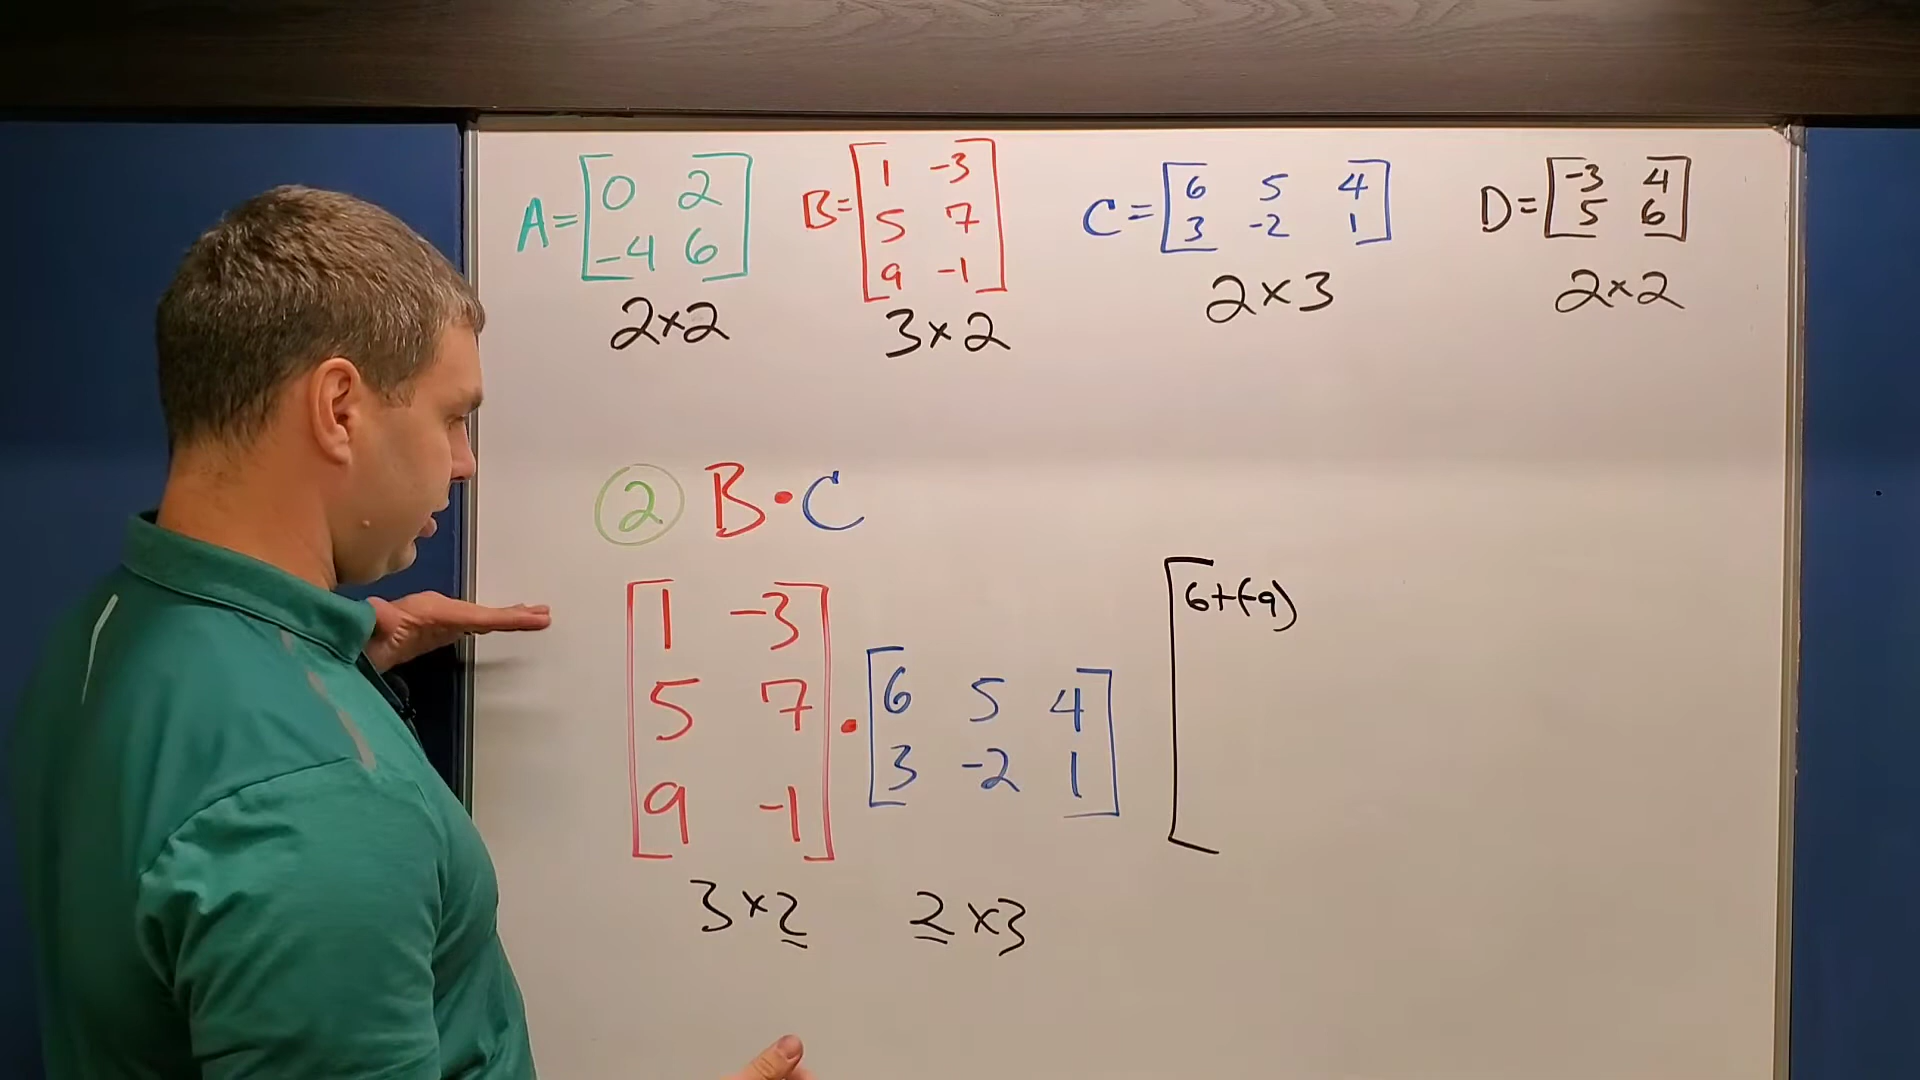 A = [ 0 2
-4 6 ]
2×2
B = [ 1 -3
5 7
9 -1 ]
3×2
C = [ 6 5 4
3 -2 1 ]
2×3
D = [ -3 4
5 6 ]
2×2
② B • C
[ 1 -3
5 7
9 -1 ]
•
[ 6 5 4
3 -2 1 ]
[ 6+(-9)
3×2 2×3